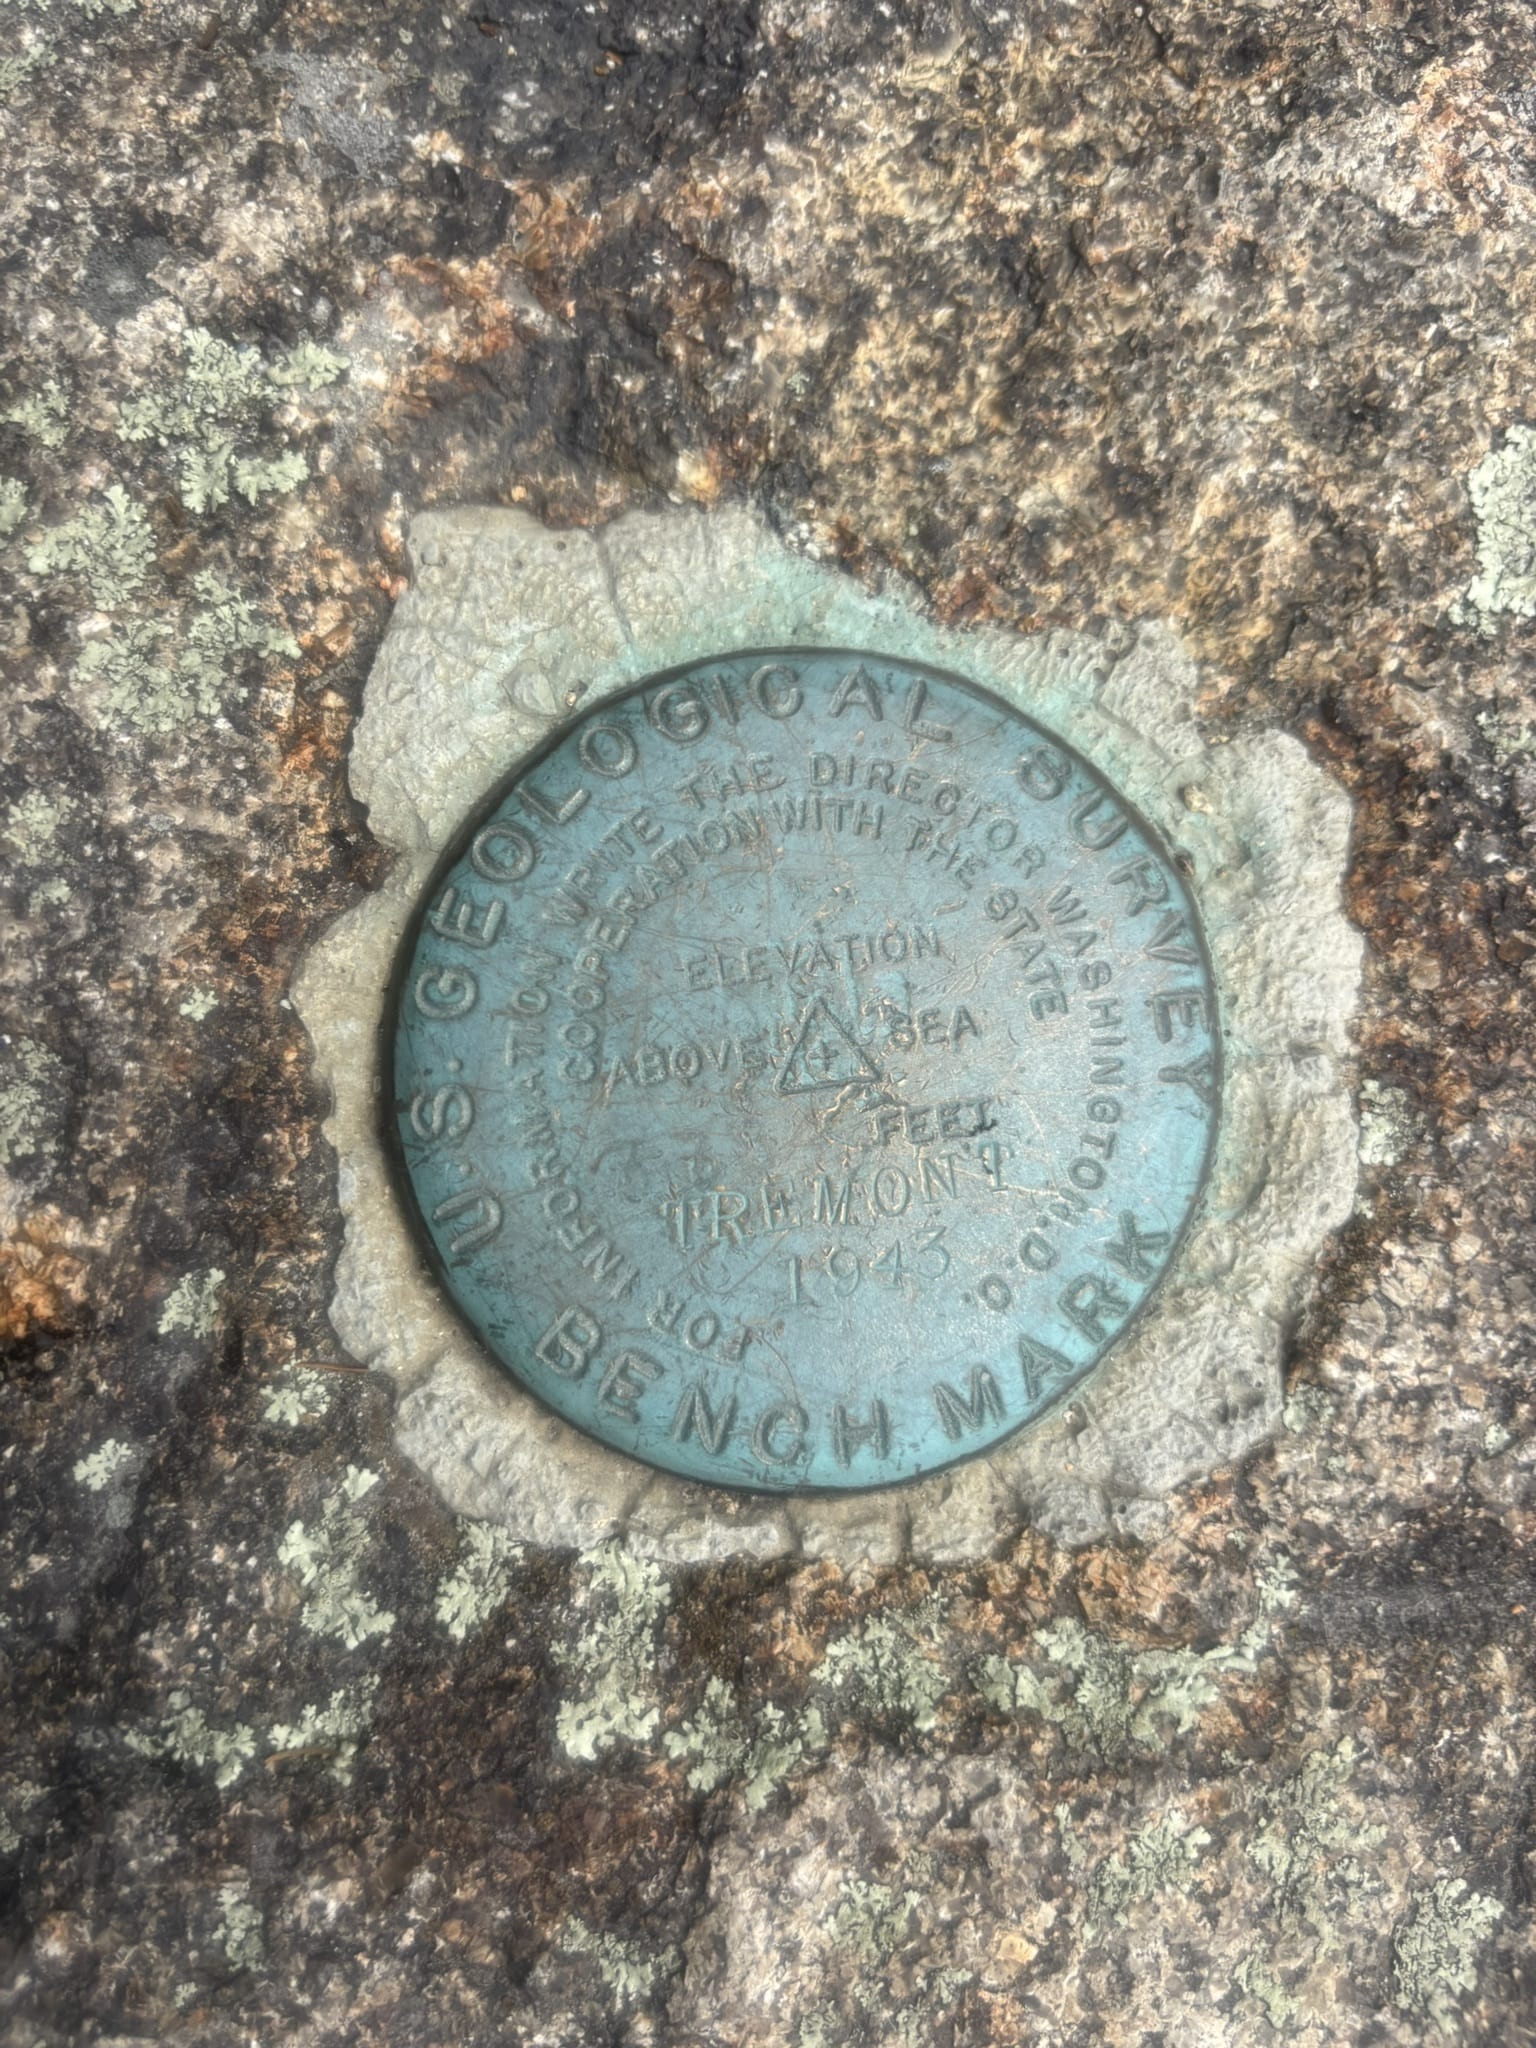 U.S. GEOLOGICAL SURVEY
FOR INFORMATION WRITE THE DIRECTOR WASHINGTON, D.C.
COOPERATION WITH THE STATE
ELEVATION
ABOVE SEA
FEET
TREMONT
1943
BENCH MARK